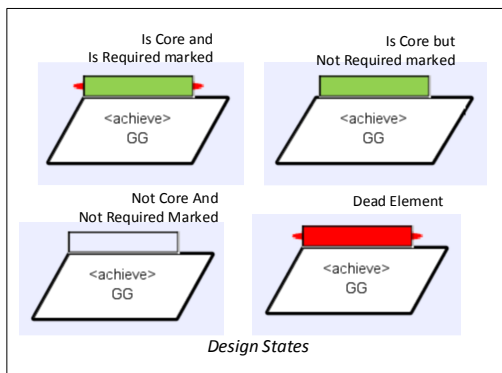 Is Core and
Is Required marked
Is Core but
Not Required marked
<achieve>
GG
<achieve>
GG
Not Core And
Not Required Marked
Dead Element
<achieve>
GG
<achieve>
GG
Design States